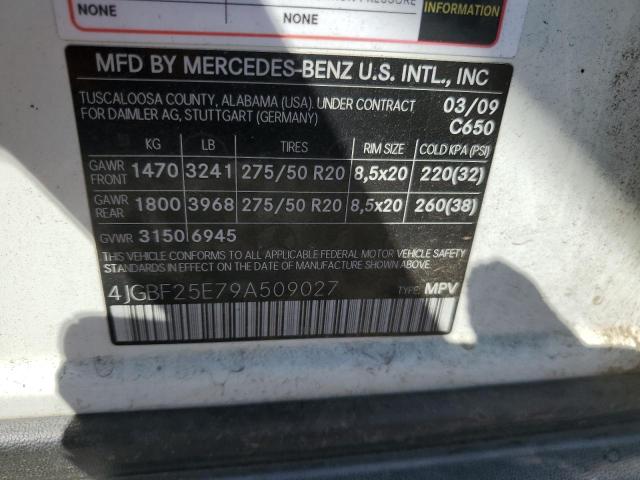 NONE
NONE
INFORMATION
MFD BY MERCEDES-BENZ U.S. INTL., INC
TUSCALOOSA COUNTY, ALABAMA (USA). UNDER CONTRACT 03/09
FOR DAIMLER AG, STUTTGART (GERMANY) C650
KG LB TIRES RIM SIZE COLD KPA (PSI)
GAWR FRONT 1470 3241 275/50 R20 8,5x20 220(32)
GAWR REAR 1800 3968 275/50 R20 8,5x20 260(38)
GVWR 3150 6945
THIS VEHICLE CONFORMS TO ALL APPLICABLE FEDERAL MOTOR VEHICLE SAFETY
STANDARDS IN EFFECT ON THE DATE OF MANUFACTURE SHOWN ABOVE.
4JGBF25E79A509027 TYPE: MPV